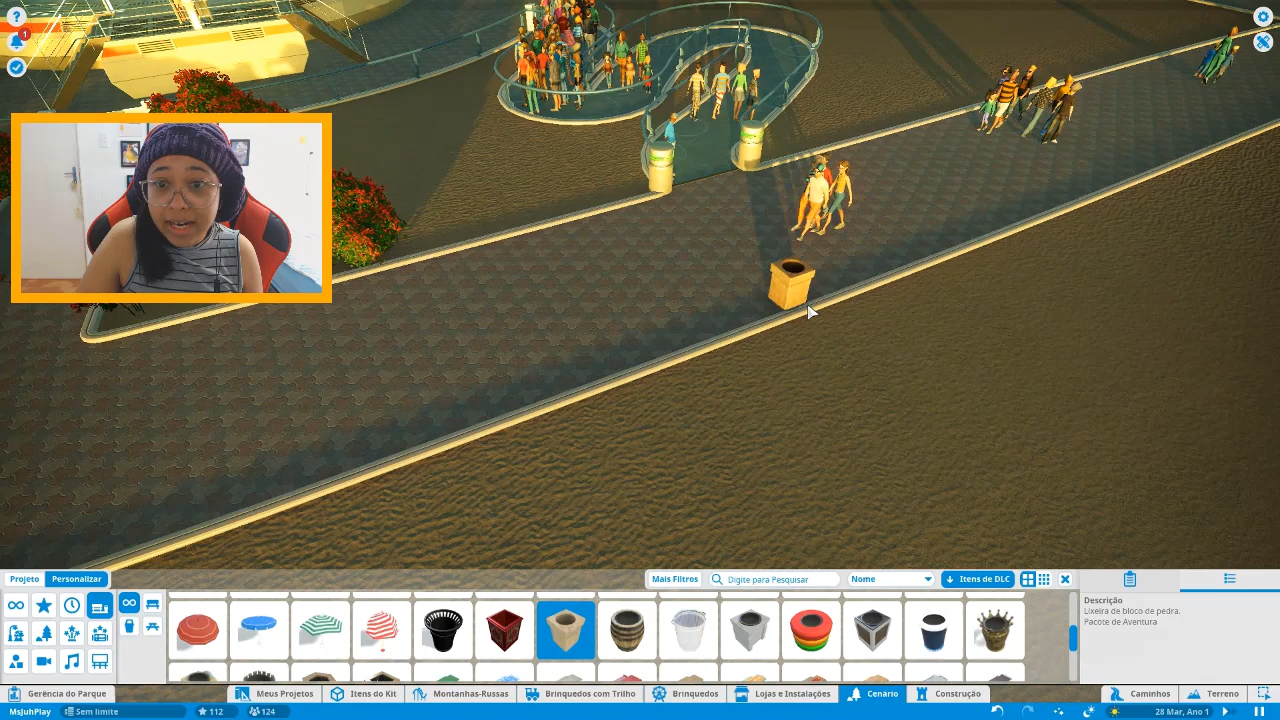 ?
1
Projeto
Personalizar
Mais Filtros
Digite para Pesquisar
Nome
Itens de DLC
Descrição
Lixeira de bloco de pedra.
Pacote de Aventura
Gerência do Parque
Meus Projetos
Itens do Kit
Montanhas-Russas
Brinquedos com Trilho
Brinquedos
Lojas e Instalações
Cenário
Construção
Caminhos
Terreno
MsJuhPlay
Sem limite
112
124
28 Mar, Ano 1